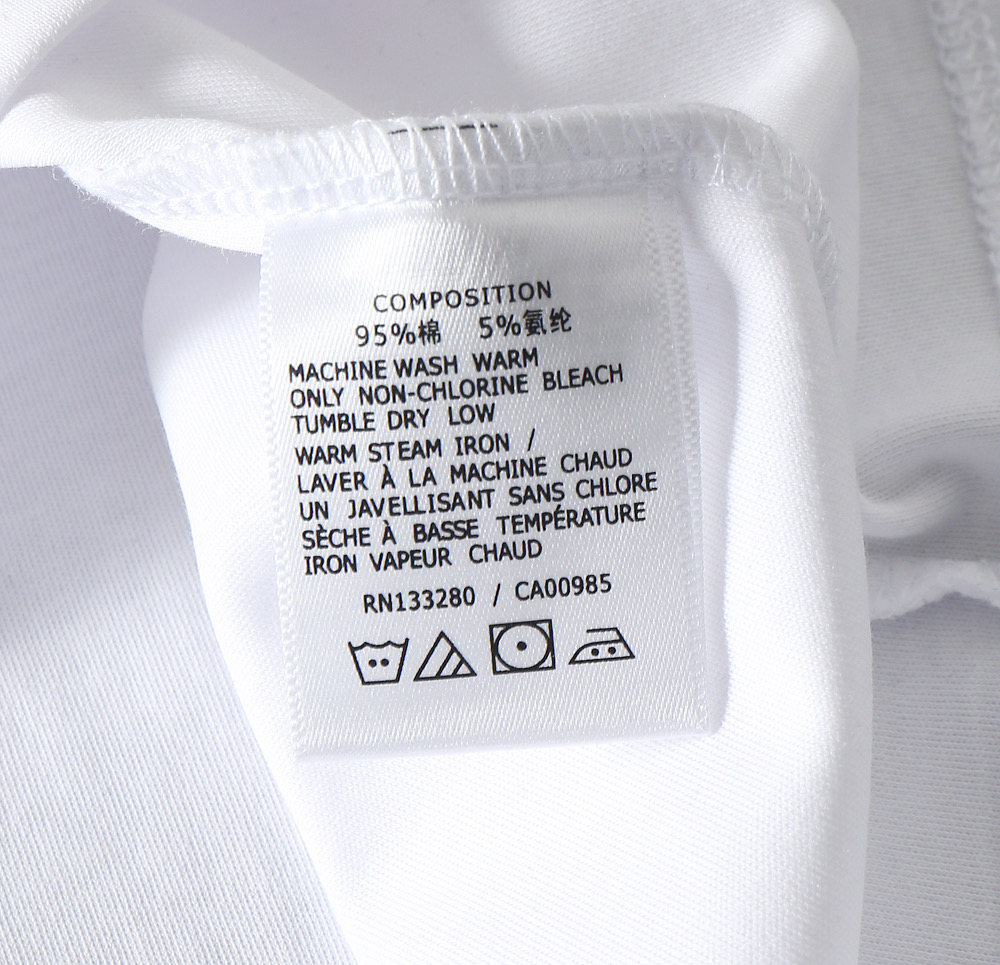 COMPOSITION
95%棉 5%氨纶
MACHINE WASH WARM
ONLY NON-CHLORINE BLEACH
TUMBLE DRY LOW
WARM STEAM IRON /
LAVER À LA MACHINE CHAUD
UN JAVELLISANT SANS CHLORE
SÈCHE À BASSE TEMPÉRATURE
IRON VAPEUR CHAUD
RN133280 / CA00985